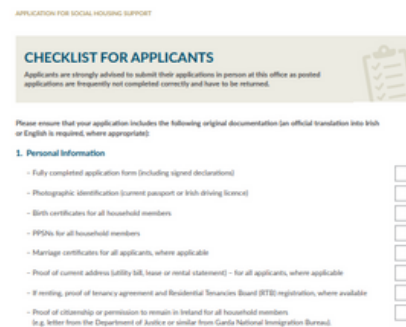 APPLICATION FOR SOCIAL HOUSING SUPPORT
CHECKLIST FOR APPLICANTS
Applicants are strongly advised to submit their applications in person at this office as posted
applications are frequently not completed correctly and have to be returned.
Please ensure that your application includes the following original documentation (an official translation into Irish
or English is required, where appropriate):
1. Personal Information
– Fully completed application form (including signed declarations)
– Photographic identification (current passport or Irish driving licence)
– Birth certificates for all household members
– PPSNs for all household members
– Marriage certificates for all applicants, where applicable
– Proof of current address (utility bill, lease or rental statement) – for all applicants, where applicable
– If renting, proof of tenancy agreement and Residential Tenancies Board (RTB) registration, where available
– Proof of citizenship or permission to remain in Ireland for all household members
(e.g. letter from the Department of Justice or similar from Garda National Immigration Bureau).